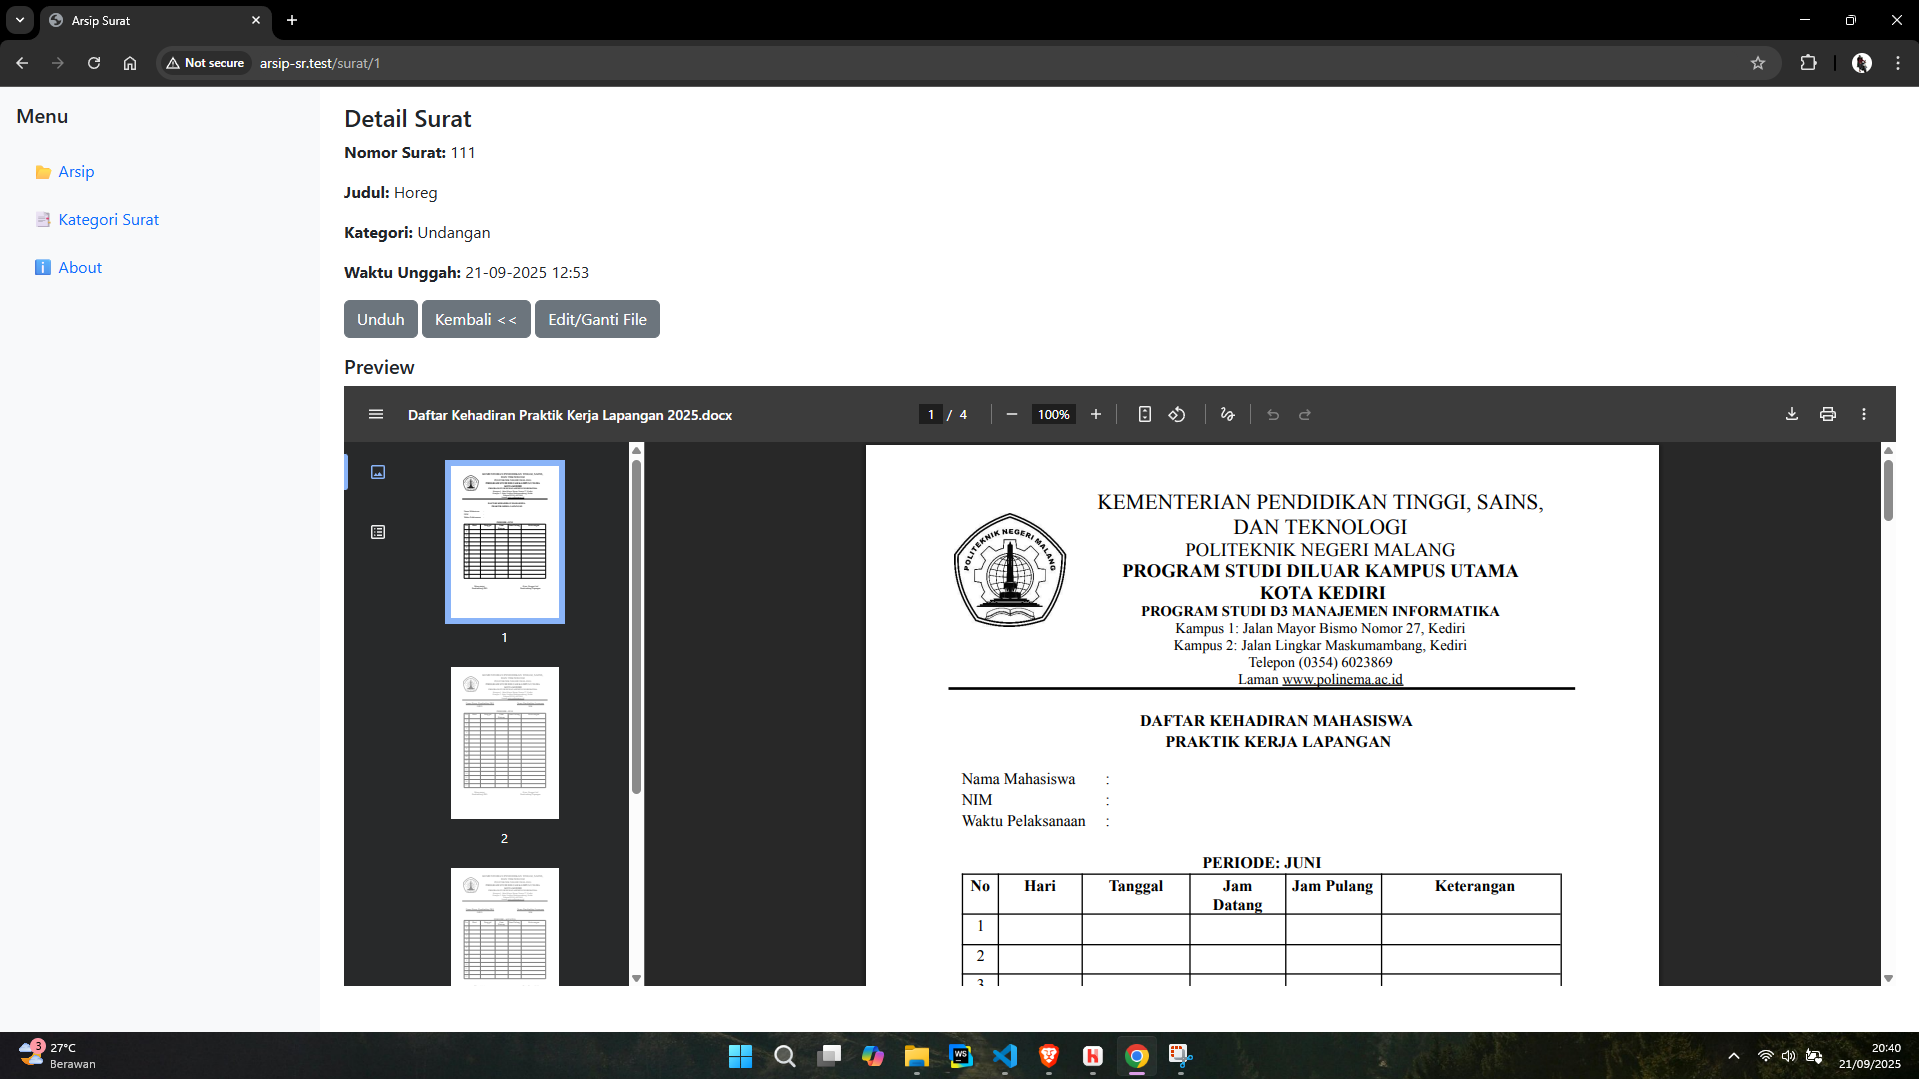 Arsip Surat
Not secure
arsip-sr.test/surat/1
Menu
Arsip
Kategori Surat
About
Detail Surat
Nomor Surat: 111
Judul: Horeg
Kategori: Undangan
Waktu Unggah: 21-09-2025 12:53
Unduh
Kembali <<
Edit/Ganti File
Preview
Daftar Kehadiran Praktik Kerja Lapangan 2025.docx
1 / 4
100%
1
2
POLITEKNIK NEGERI MALANG
KEMENTERIAN PENDIDIKAN TINGGI, SAINS,
DAN TEKNOLOGI
POLITEKNIK NEGERI MALANG
PROGRAM STUDI DILUAR KAMPUS UTAMA
KOTA KEDIRI
PROGRAM STUDI D3 MANAJEMEN INFORMATIKA
Kampus 1: Jalan Mayor Bismo Nomor 27, Kediri
Kampus 2: Jalan Lingkar Maskumambang, Kediri
Telepon (0354) 6023869
Laman www.polinema.ac.id
DAFTAR KEHADIRAN MAHASISWA
PRAKTIK KERJA LAPANGAN
Nama Mahasiswa :
NIM :
Waktu Pelaksanaan :
PERIODE: JUNI
No Hari Tanggal Jam Datang Jam Pulang Keterangan
1
2
3
3
27°C
Berawan
WS
20:40
21/09/2025